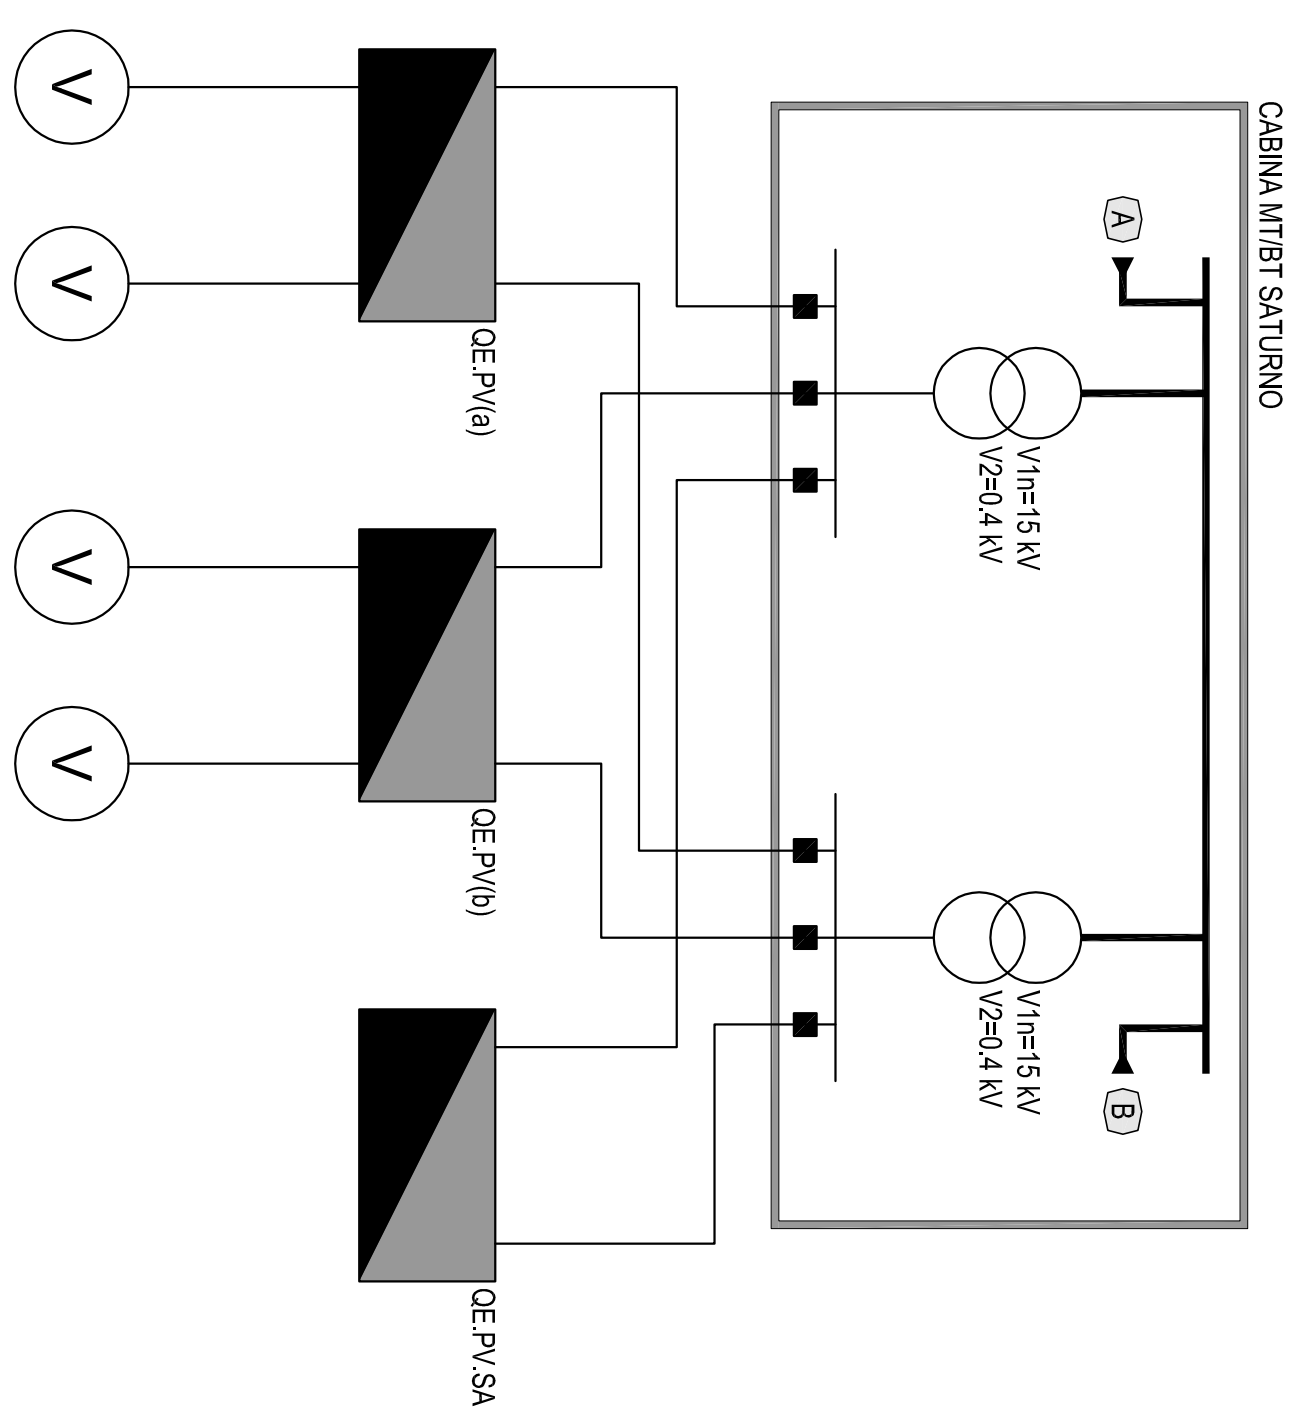 CABINA MT/BT SATURNO
A
B
V1n=15 kV
V2=0.4 kV
V1n=15 kV
V2=0.4 kV
QE.PV(a)
QE.PV(b)
QE.PV.SA
V
V
V
V